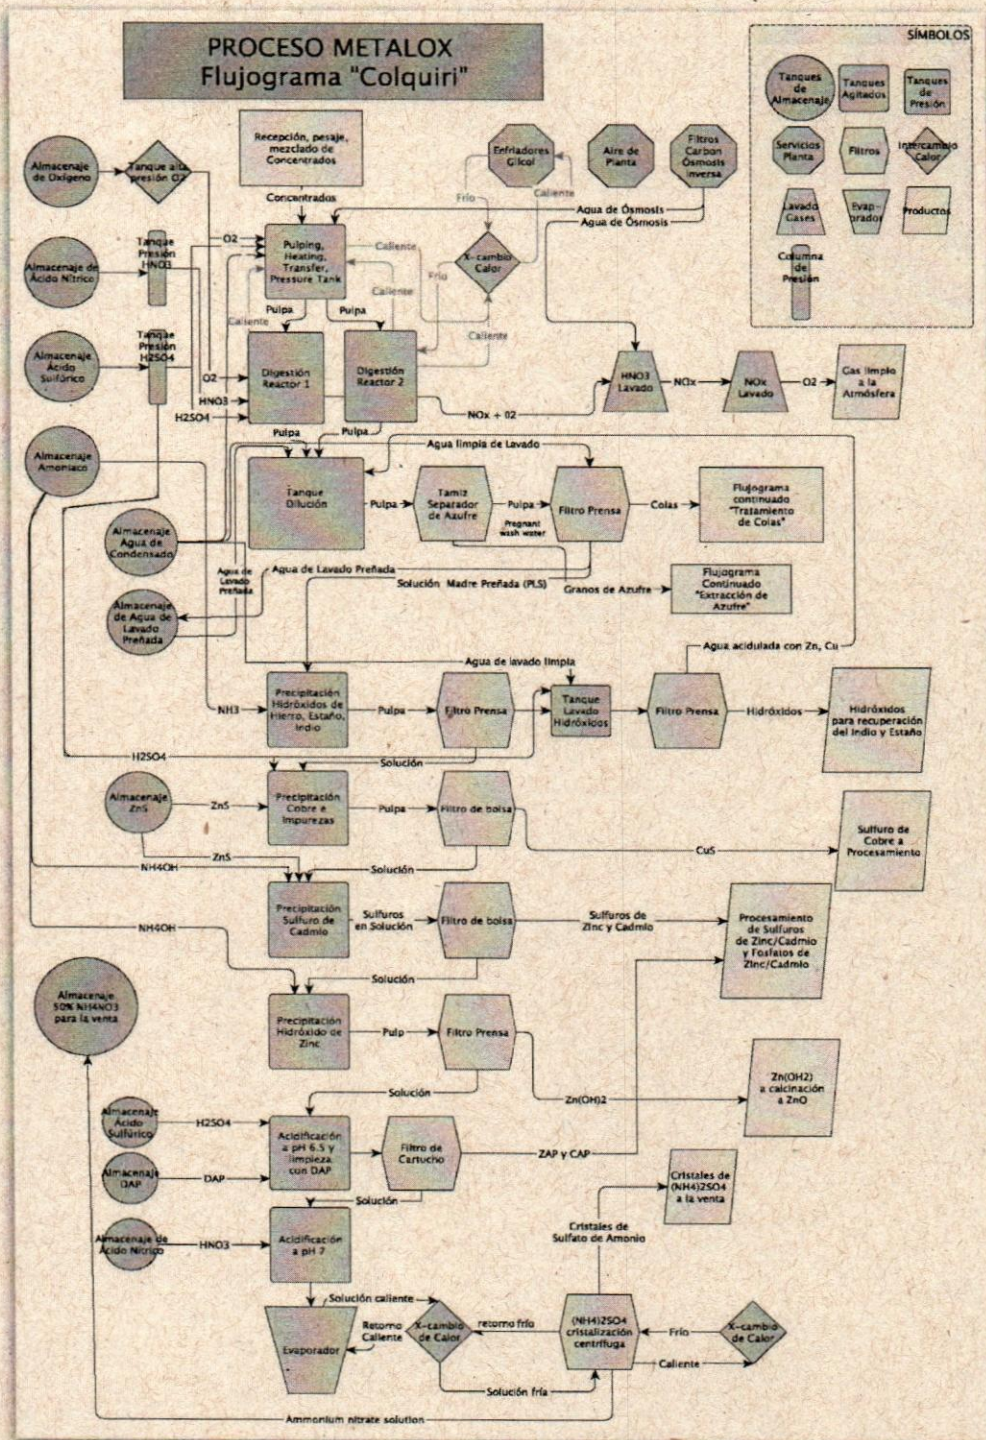 PROCESO METALOX
Flujograma "Colquiri"
SÍMBOLOS
Tanques
de
Almacenaje
Tanques
Agitados
Tanques
de
Presión
Servicios
Planta
Filtros
Intercambio
Calor
Lavado
Gases
Evap-
orador
Productos
Columna
de
Presión
Recepción, pesaje,
mezclado de
Concentrados
Enfriadores
Glicol
Aire de
Planta
Filtros
Carbon
Ósmosis
inversa
Almacenaje
de Oxígeno
Tanque alta
presión O2
Concentrados
Frío
Caliente
Agua de Ósmosis
Agua de Ósmosis
Tanque
Presión
HNO3
O2
Pulping,
Heating,
Transfer,
Pressure Tank
Caliente
X-cambio
Calor
Frío
Almacenaje de
Ácido Nítrico
Caliente
Pulpa
Pulpa
Caliente
Caliente
Tanque
Presión
H2SO4
Almacenaje
Ácido
Sulfúrico
Digestión
Reactor 1
Digestión
Reactor 2
O2
HNO3
H2SO4
HNO3
Lavado
NOx
NOx
Lavado
O2
Gas limpio
a la
Atmósfera
NOx + 02
Pulpa
Pulpa
Almacenaje
Amoniaco
Agua limpia de Lavado
Tanque
Dilución
Pulpa
Tamiz
Separador
de Azufre
Pulpa
Pregnant
wash water
Filtro Prensa
Colas
Flujograma
continuado
"Tratamiento
de Colas"
Almacenaje
Agua de
Condensado
Agua de
Lavado
Preñada
Agua de Lavado Preñada
Solución Madre Preñada (PLS)
Granos de Azufre
Flujograma
Continuado
"Extracción de
Azufre"
Almacenaje
de Agua de
Lavado
Preñada
Agua acidulada con Zn, Cu
Agua de lavado limpia
NH3
Precipitación
Hidróxidos de
Hierro, Estaño,
Indio
Pulpa
Filtro Prensa
Tanque
Lavado
Hidróxidos
Filtro Prensa
Hidróxidos
Hidróxidos
para recuperación
del Indio y Estaño
H2SO4
Solución
Almacenaje
ZnS
ZnS
Precipitación
Cobre e
Impurezas
Pulpa
Filtro de bolsa
CuS
Sulfuro de
Cobre a
Procesamiento
ZnS
NH4OH
Solución
Precipitación
Sulfuro de
Cadmio
Sulfuros
en Solución
Filtro de bolsa
Sulfuros de
Zinc y Cadmio
Procesamiento
de Sulfuros
de Zinc/Cadmio
y Fosfatos de
Zinc/Cadmio
NH4OH
Solución
Almacenaje
50% NH4NO3
para la venta
Precipitación
Hidróxido de
Zinc
Pulp
Filtro Prensa
Solución
Zn(OH)2
Zn(OH2)
a calcinación
a ZnO
Almacenaje
Ácido
Sulfúrico
H2SO4
Acidificación
a pH 6.5 y
limpieza
con DAP
Filtro de
Cartucho
ZAP y CAP
Almacenaje
DAP
DAP
Solución
Cristales de
(NH4)2SO4
a la venta
Almacenaje de
Ácido Nítrico
HNO3
Acidificación
a pH 7
Cristales de
Sulfato de Amonio
Solución caliente
Evaporador
Retorno
Caliente
X-cambio
de Calor
retorno frío
(NH4)2SO4
cristalización
centrífuga
Frío
X-cambio
de Calor
Caliente
Solución fría
Ammonium nitrate solution